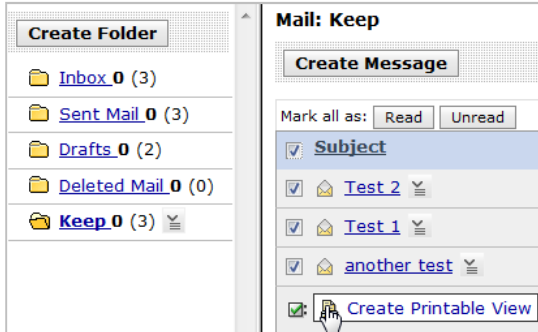 Create Folder
Inbox 0 (3)
Sent Mail 0 (3)
Drafts 0 (2)
Deleted Mail 0 (0)
Keep 0 (3)
Mail: Keep
Create Message
Mark all as: Read Unread
Subject
Test 2
Test 1
another test
: Create Printable View